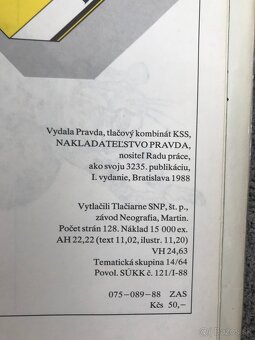 Vydala Pravda, tlačový kombinát KSS,
NAKLADATEĽSTVO PRAVDA,
nositeľ Radu práce,
ako svoju 3235. publikáciu,
I. vydanie, Bratislava 1988
Vytlačili Tlačiarne SNP, št. p.,
závod Neografia, Martin.
Počet strán 128. Náklad 15 000 ex.
AH 22,22 (text 11,02, ilustr. 11,20)
VH 24,63
Tematická skupina 14/64
Povol. SÚKK č. 121/I-88
075-089-88 ZAS
Kčs 50,—